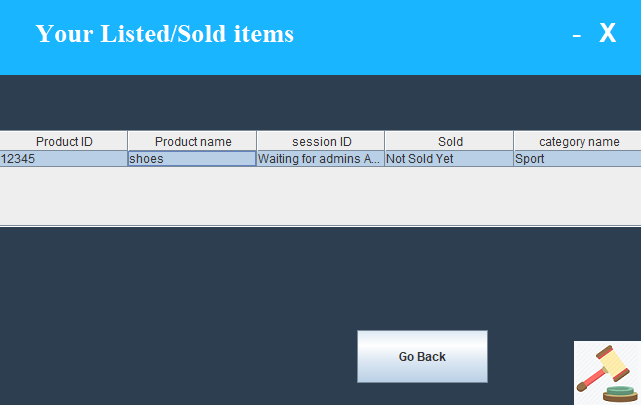 Your Listed/Sold items - X
Product ID Product name session ID Sold category name
12345 shoes Waiting for admins A... Not Sold Yet Sport
Go Back